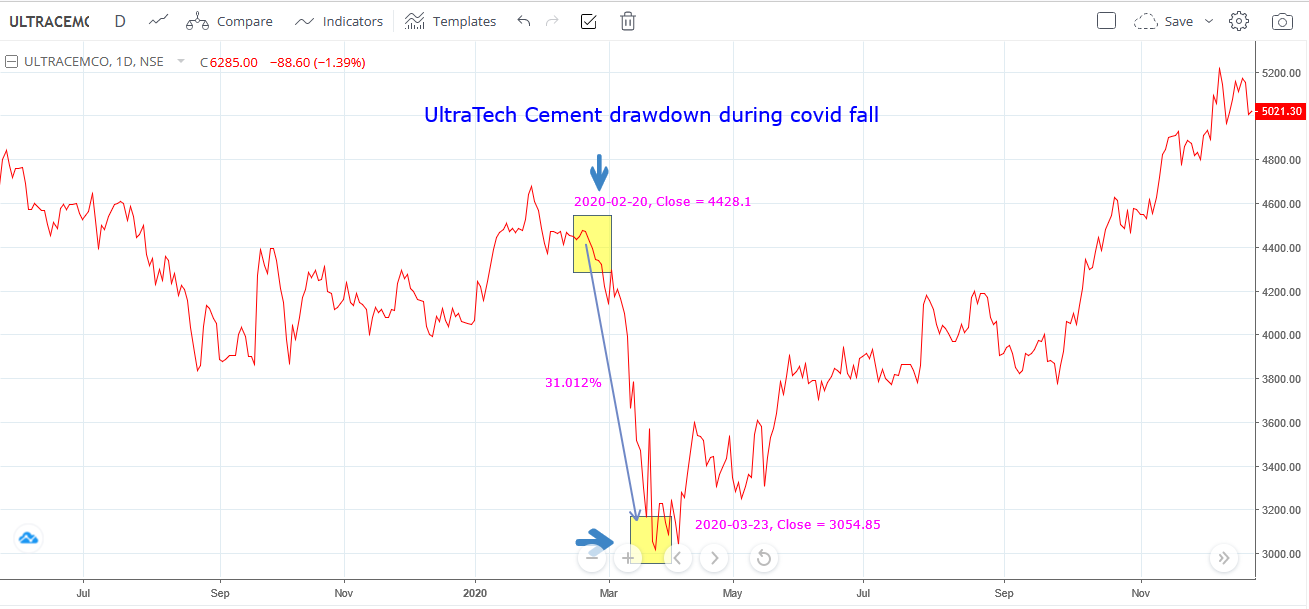 ULTRACEMC D Compare Indicators Templates Save
ULTRACEMCO, 1D, NSE C6285.00 −88.60 (−1.39%)
UltraTech Cement drawdown during covid fall
2020-02-20, Close = 4428.1
31.012%
2020-03-23, Close = 3054.85
5200.00
5021.30
4800.00
4600.00
4400.00
4200.00
4000.00
3800.00
3600.00
3400.00
3200.00
3000.00
Jul Sep Nov 2020 Mar May Jul Sep Nov